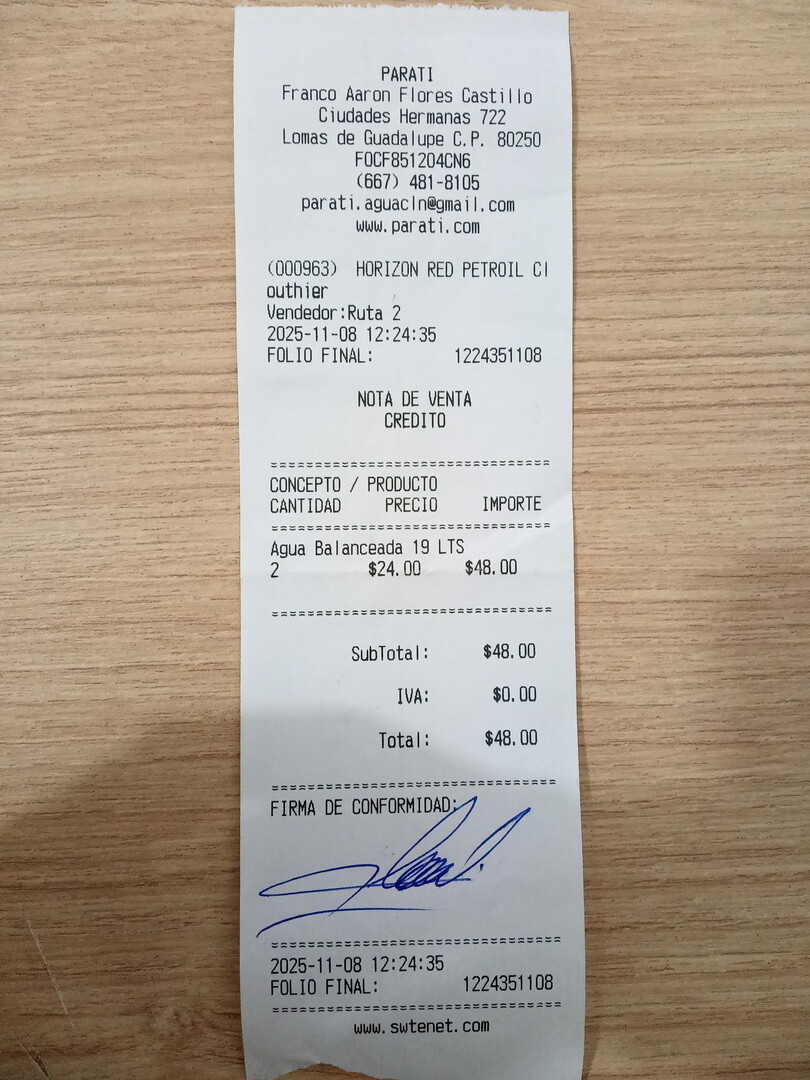 PARATI
Franco Aaron Flores Castillo
Ciudades Hermanas 722
Lomas de Guadalupe C.P. 80250
FOCF851204CN6
(667) 481-8105
parati.aguacln@gmail.com
www.parati.com
(000963) HORIZON RED PETROIL Cl
outhier
Vendedor:Ruta 2
2025-11-08 12:24:35
FOLIO FINAL: 1224351108
NOTA DE VENTA
CREDITO
CONCEPTO / PRODUCTO
CANTIDAD PRECIO IMPORTE
Agua Balanceada 19 LTS
2 $24.00 $48.00
SubTotal: $48.00
IVA: $0.00
Total: $48.00
FIRMA DE CONFORMIDAD:
2025-11-08 12:24:35
FOLIO FINAL: 1224351108
www.swtenet.com